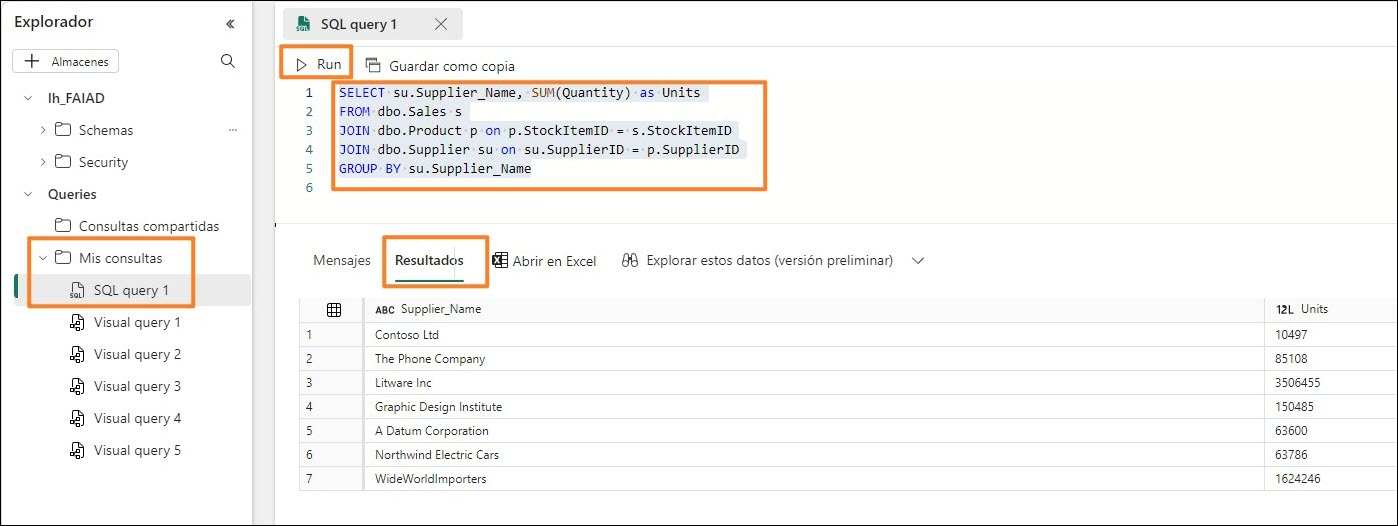 Explorador
Almacenes
lh_FAIAD
Schemas
Security
Queries
Consultas compartidas
Mis consultas
SQL query 1
Visual query 1
Visual query 2
Visual query 3
Visual query 4
Visual query 5
SQL query 1
Run
Guardar como copia
1 SELECT su.Supplier_Name, SUM(Quantity) as Units
2 FROM dbo.Sales s
3 JOIN dbo.Product p on p.StockItemID = s.StockItemID
4 JOIN dbo.Supplier su on su.SupplierID = p.SupplierID
5 GROUP BY su.Supplier_Name
6
Mensajes Resultados Abrir en Excel Explorar estos datos (versión preliminar)
ABC Supplier_Name 12L Units
1 Contoso Ltd 10497
2 The Phone Company 85108
3 Litware Inc 3506455
4 Graphic Design Institute 150485
5 A Datum Corporation 63600
6 Northwind Electric Cars 63786
7 WideWorldImporters 1624246